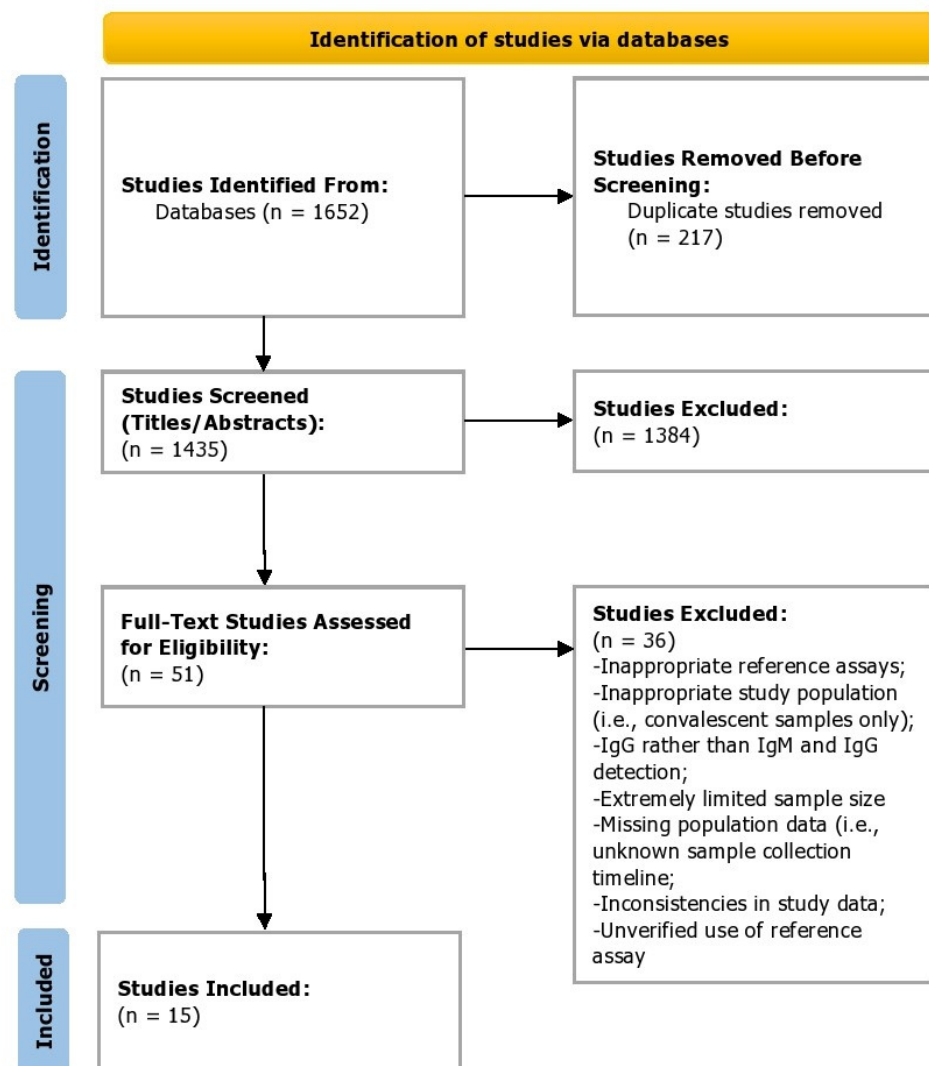 Identification of studies via databases
Identification
Studies Identified From:
Databases (n = 1652)
Studies Removed Before
Screening:
Duplicate studies removed
(n = 217)
Screening
Studies Screened
(Titles/Abstracts):
(n = 1435)
Studies Excluded:
(n = 1384)
Full-Text Studies Assessed
for Eligibility:
(n = 51)
Studies Excluded:
(n = 36)
-Inappropriate reference assays;
-Inappropriate study population
(i.e., convalescent samples only);
-IgG rather than IgM and IgG
detection;
-Extremely limited sample size
-Missing population data (i.e.,
unknown sample collection
timeline;
-Inconsistencies in study data;
-Unverified use of reference
assay
Included
Studies Included:
(n = 15)